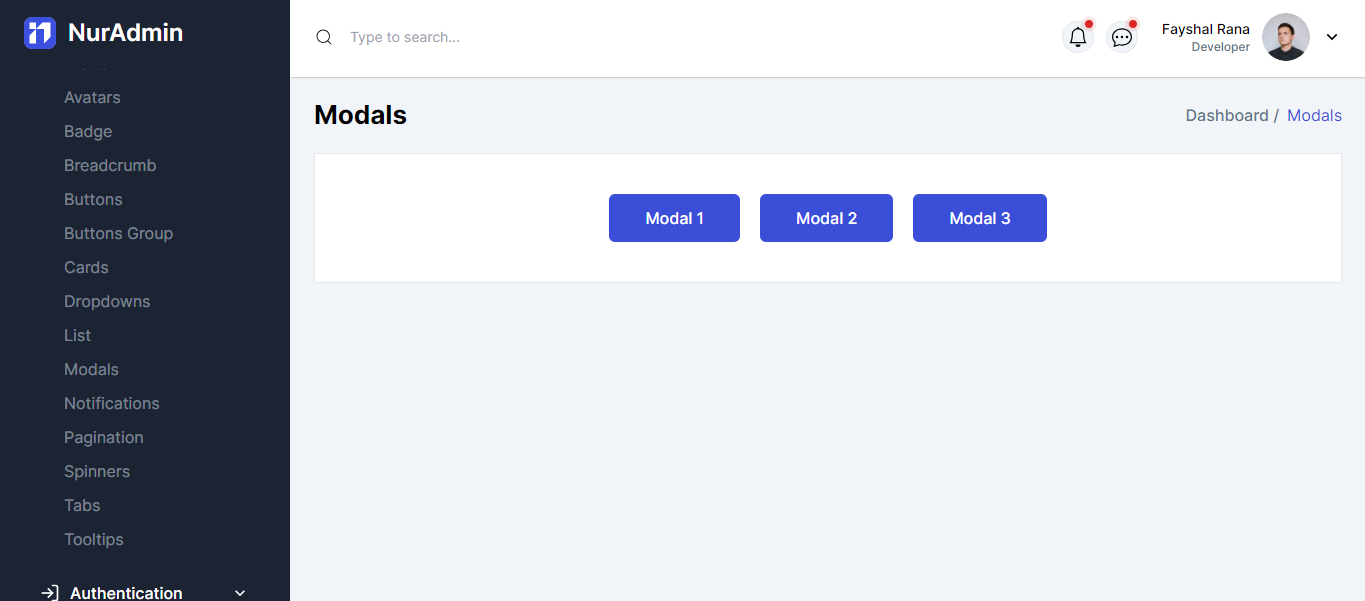 NurAdmin
Avatars
Badge
Breadcrumb
Buttons
Buttons Group
Cards
Dropdowns
List
Modals
Notifications
Pagination
Spinners
Tabs
Tooltips
Authentication
Type to search...
Fayshal Rana
Developer
Modals
Dashboard / Modals
Modal 1
Modal 2
Modal 3